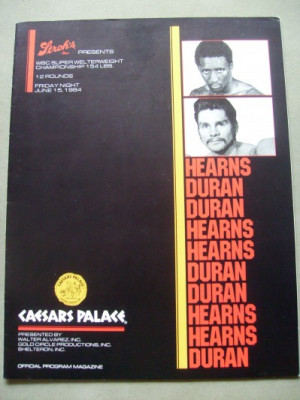 Stroh's
PRESENTS
WBC SUPER WELTERWEIGHT
CHAMPIONSHIP 154 LBS.
12 ROUNDS
FRIDAY NIGHT
JUNE 15, 1984
HEARNS
DURAN
DURAN
HEARNS
HEARNS
DURAN
DURAN
HEARNS
HEARNS
DURAN
CAESARS PALACE
PRESENTED BY
WALTER ALVAREZ, INC.
GOLD CIRCLE PRODUCTIONS, INC.
SHELTERON, INC.
OFFICIAL PROGRAM MAGAZINE